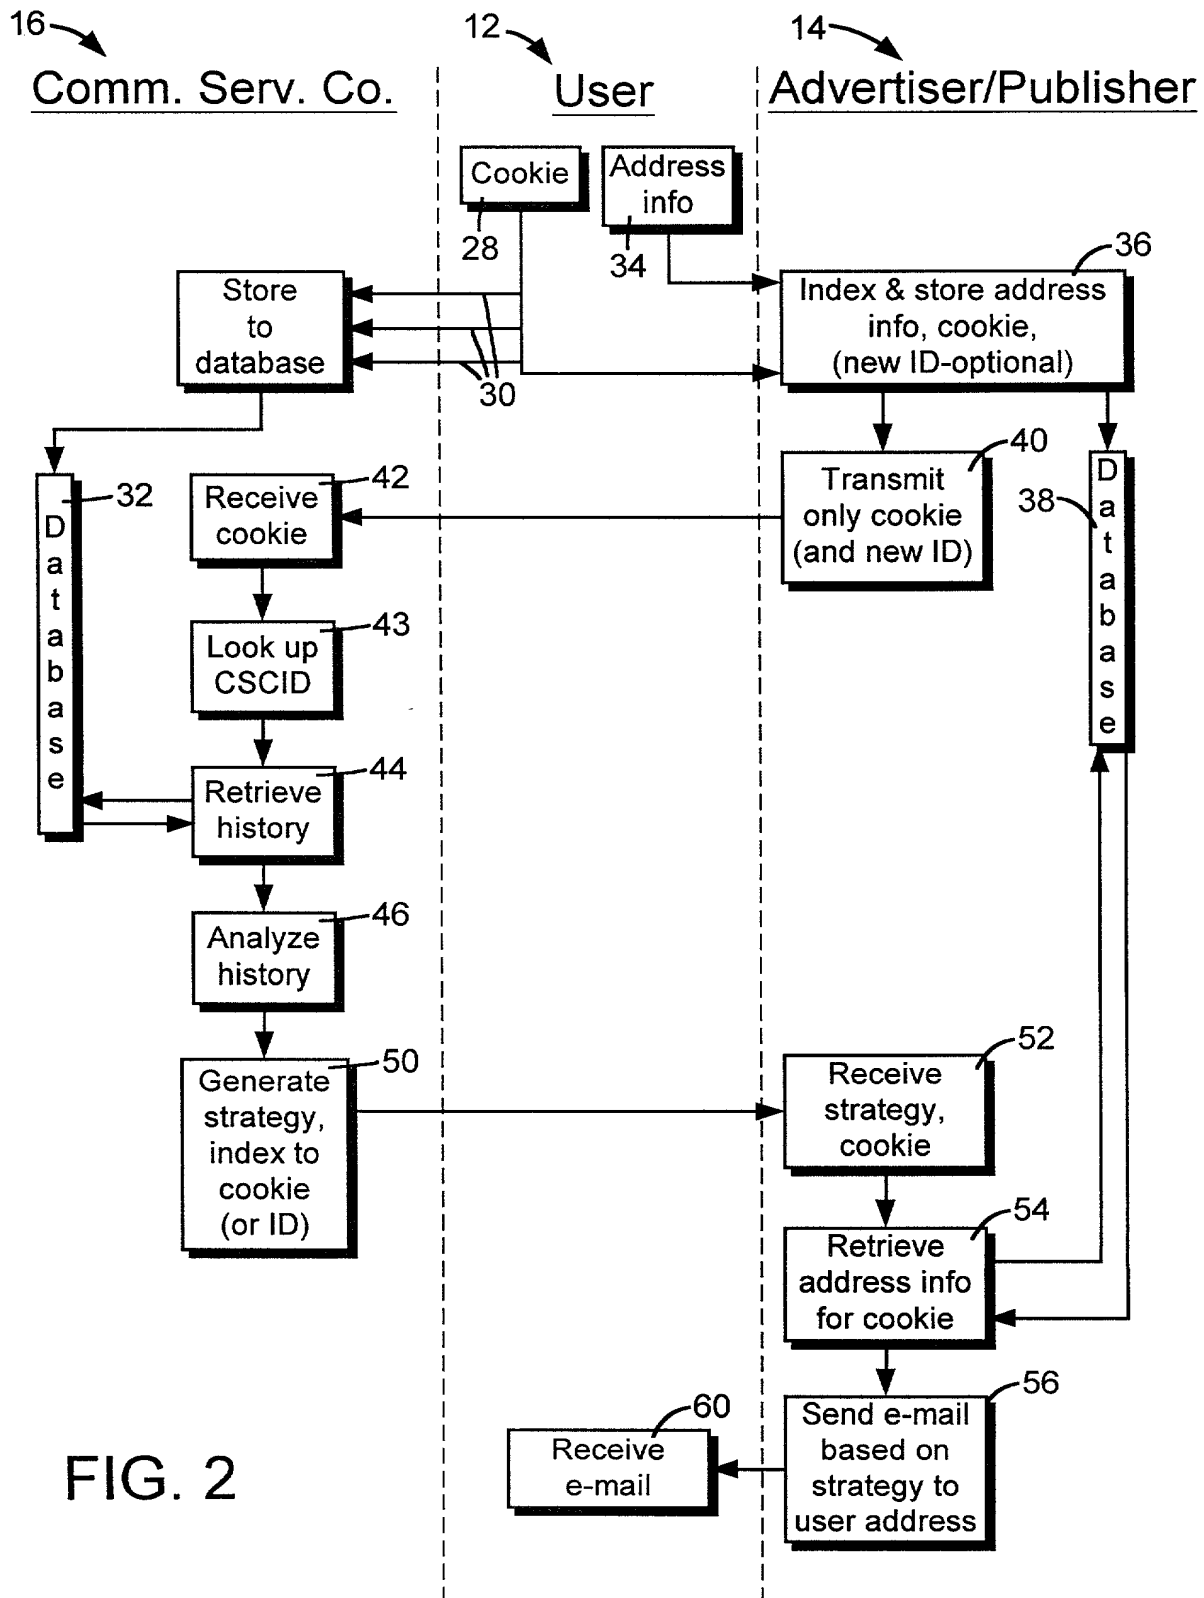 16
12
14
Comm. Serv. Co.
User
Advertiser/Publisher
Cookie
28
Address
info
34
36
Store
to
database
30
Index & store address
info, cookie,
(new ID-optional)
32
Database
42
Receive
cookie
40
Transmit
only cookie
(and new ID)
38
Database
43
Look up
CSCID
44
Retrieve
history
46
Analyze
history
50
Generate
strategy,
index to
cookie
(or ID)
52
Receive
strategy,
cookie
54
Retrieve
address info
for cookie
56
Send e-mail
based on
strategy to
user address
60
Receive
e-mail
FIG. 2